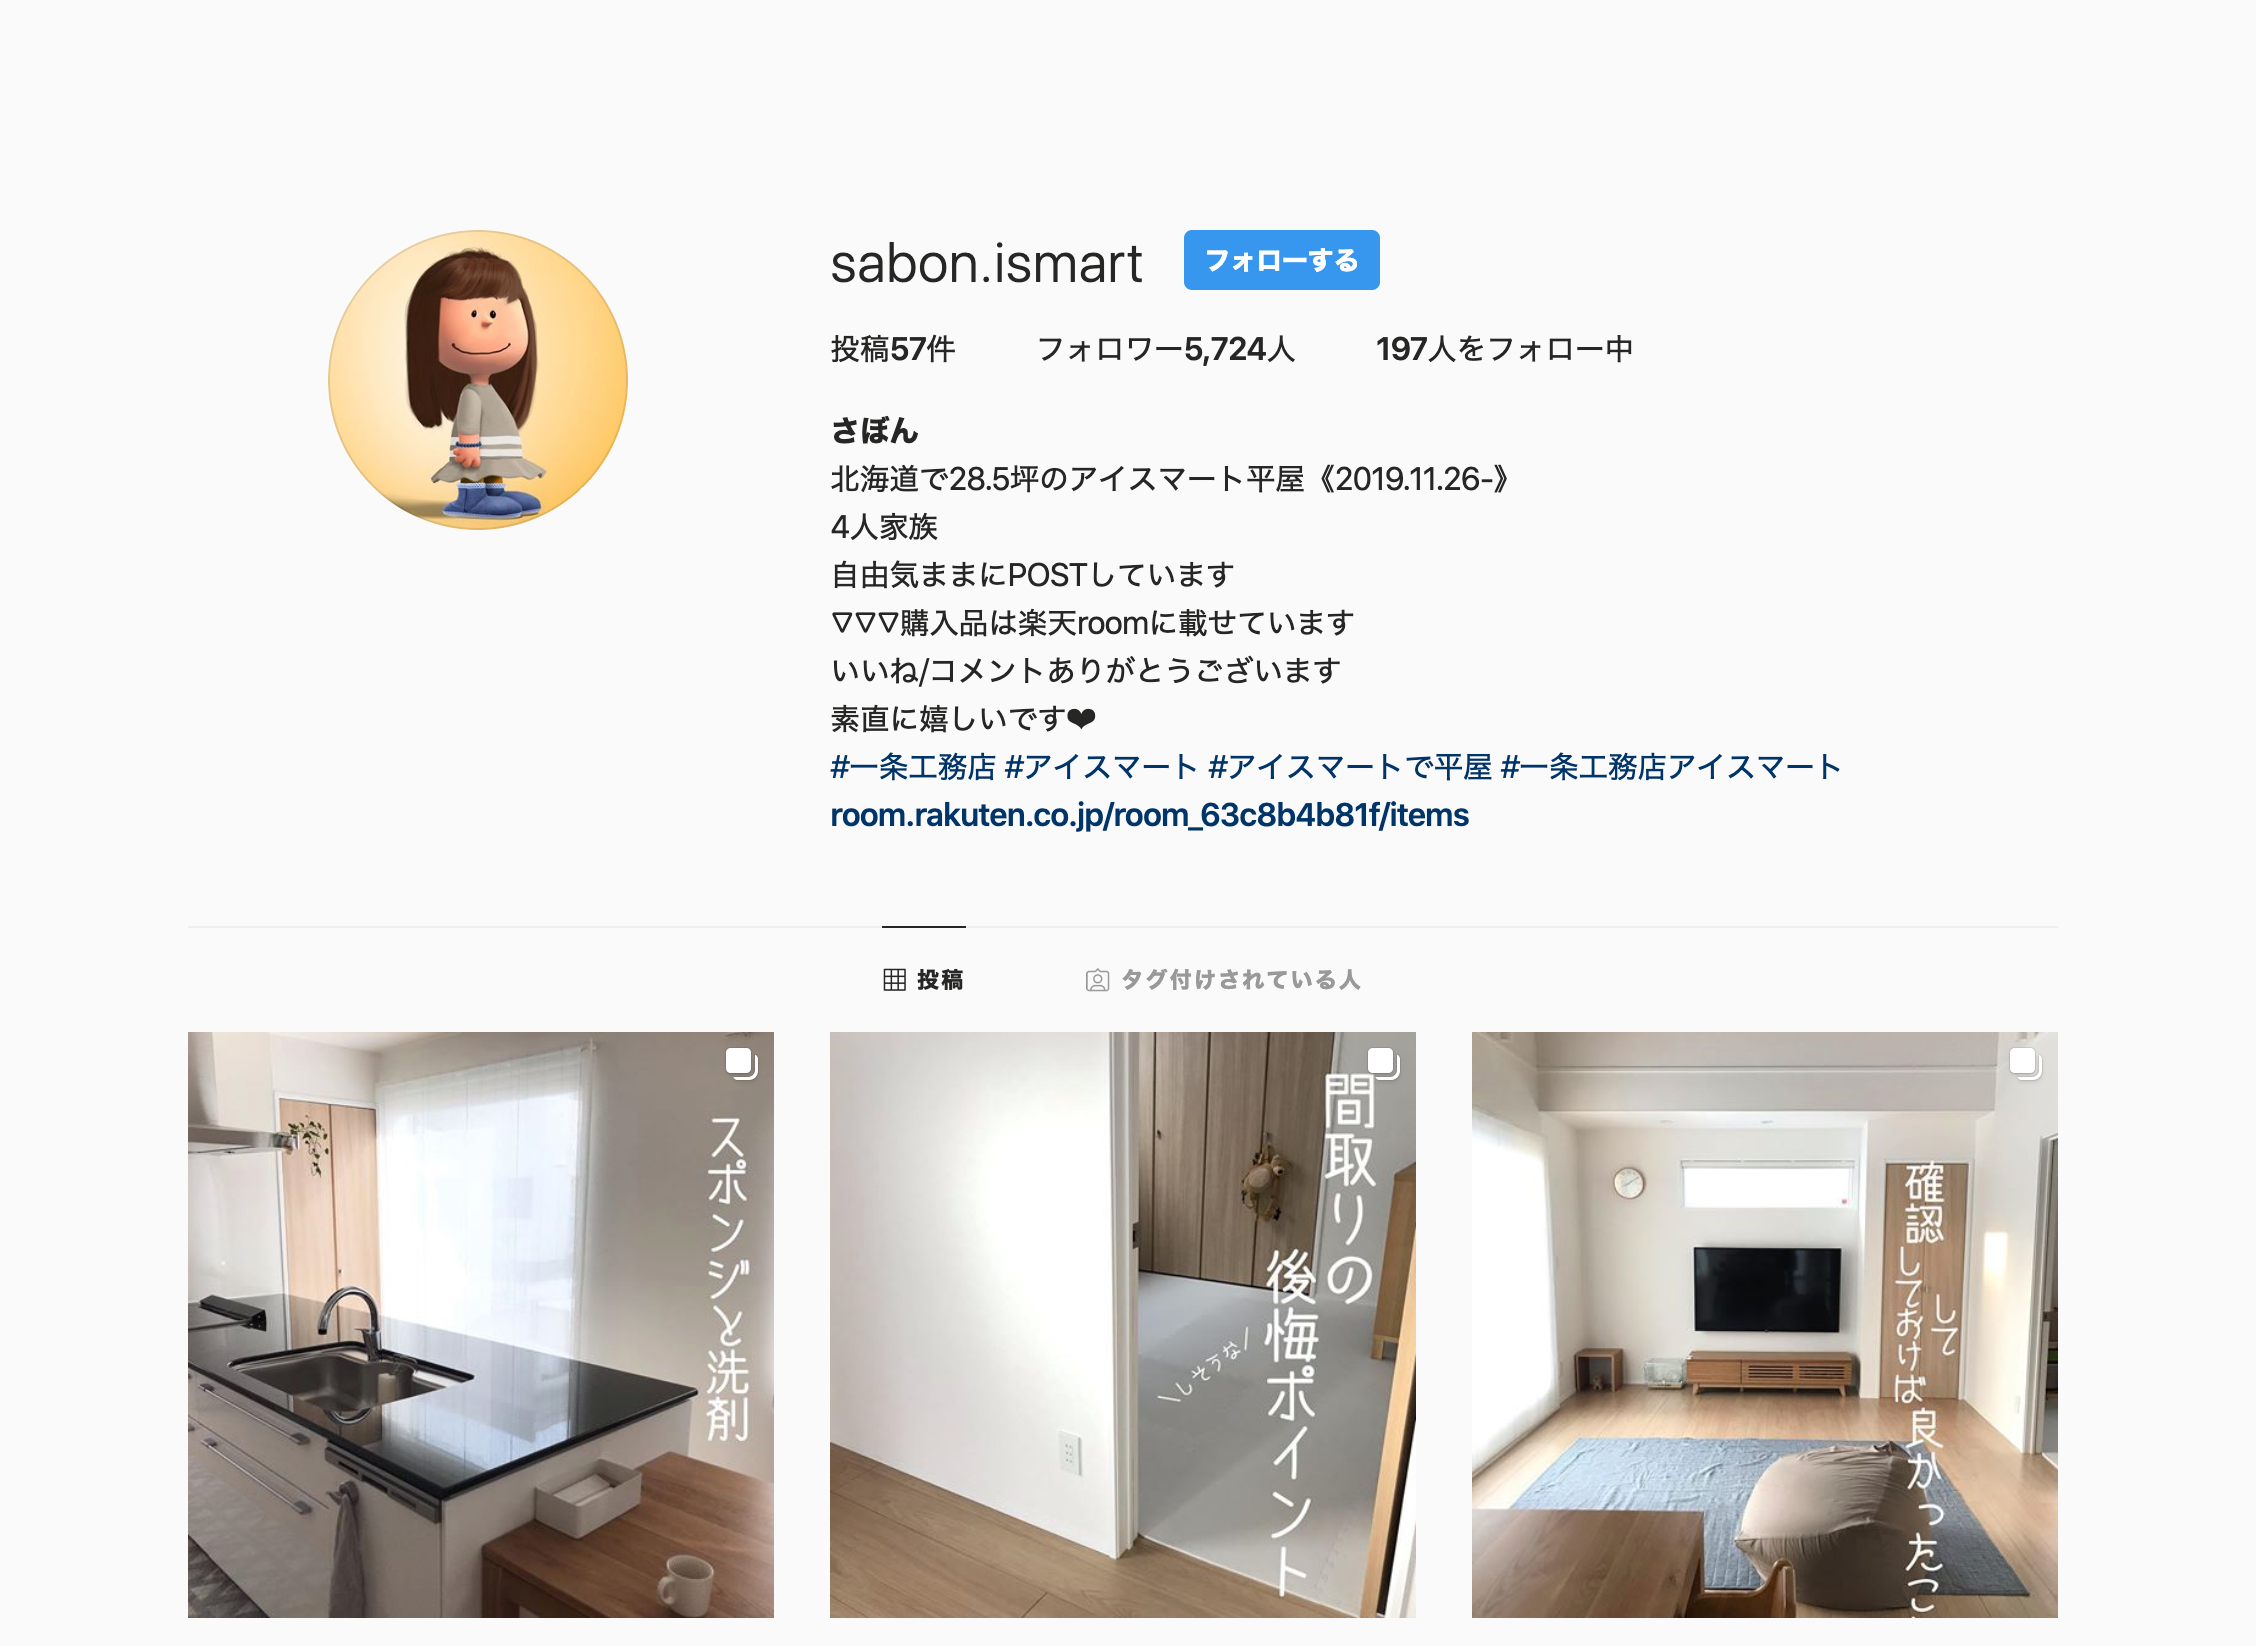 sabon.ismart
フォローする
投稿57件
フォロワー5,724人
197人をフォロー中
さぼん
北海道で28.5坪のアイスマート平屋《2019.11.26-》
4人家族
自由気ままにPOSTしています
▽▽▽購入品は楽天roomに載せています
いいね/コメントありがとうございます
素直に嬉しいです❤
#一条工務店 #アイスマート #アイスマートで平屋 #一条工務店アイスマート
room.rakuten.co.jp/room_63c8b4b81f/items
投稿
タグ付けされている人
スポンジと洗剤
間取りの
後悔ポイント
\しそうな/
確認して
しておけば良かったこ